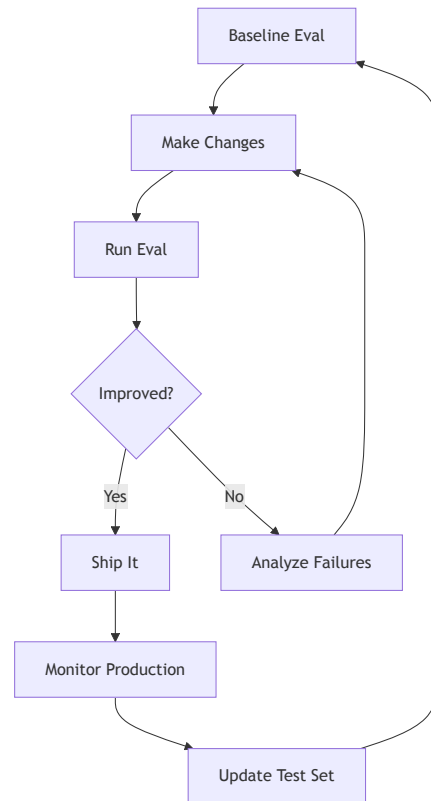 Baseline Eval
Make Changes
Run Eval
Improved?
Yes
No
Ship It
Analyze Failures
Monitor Production
Update Test Set